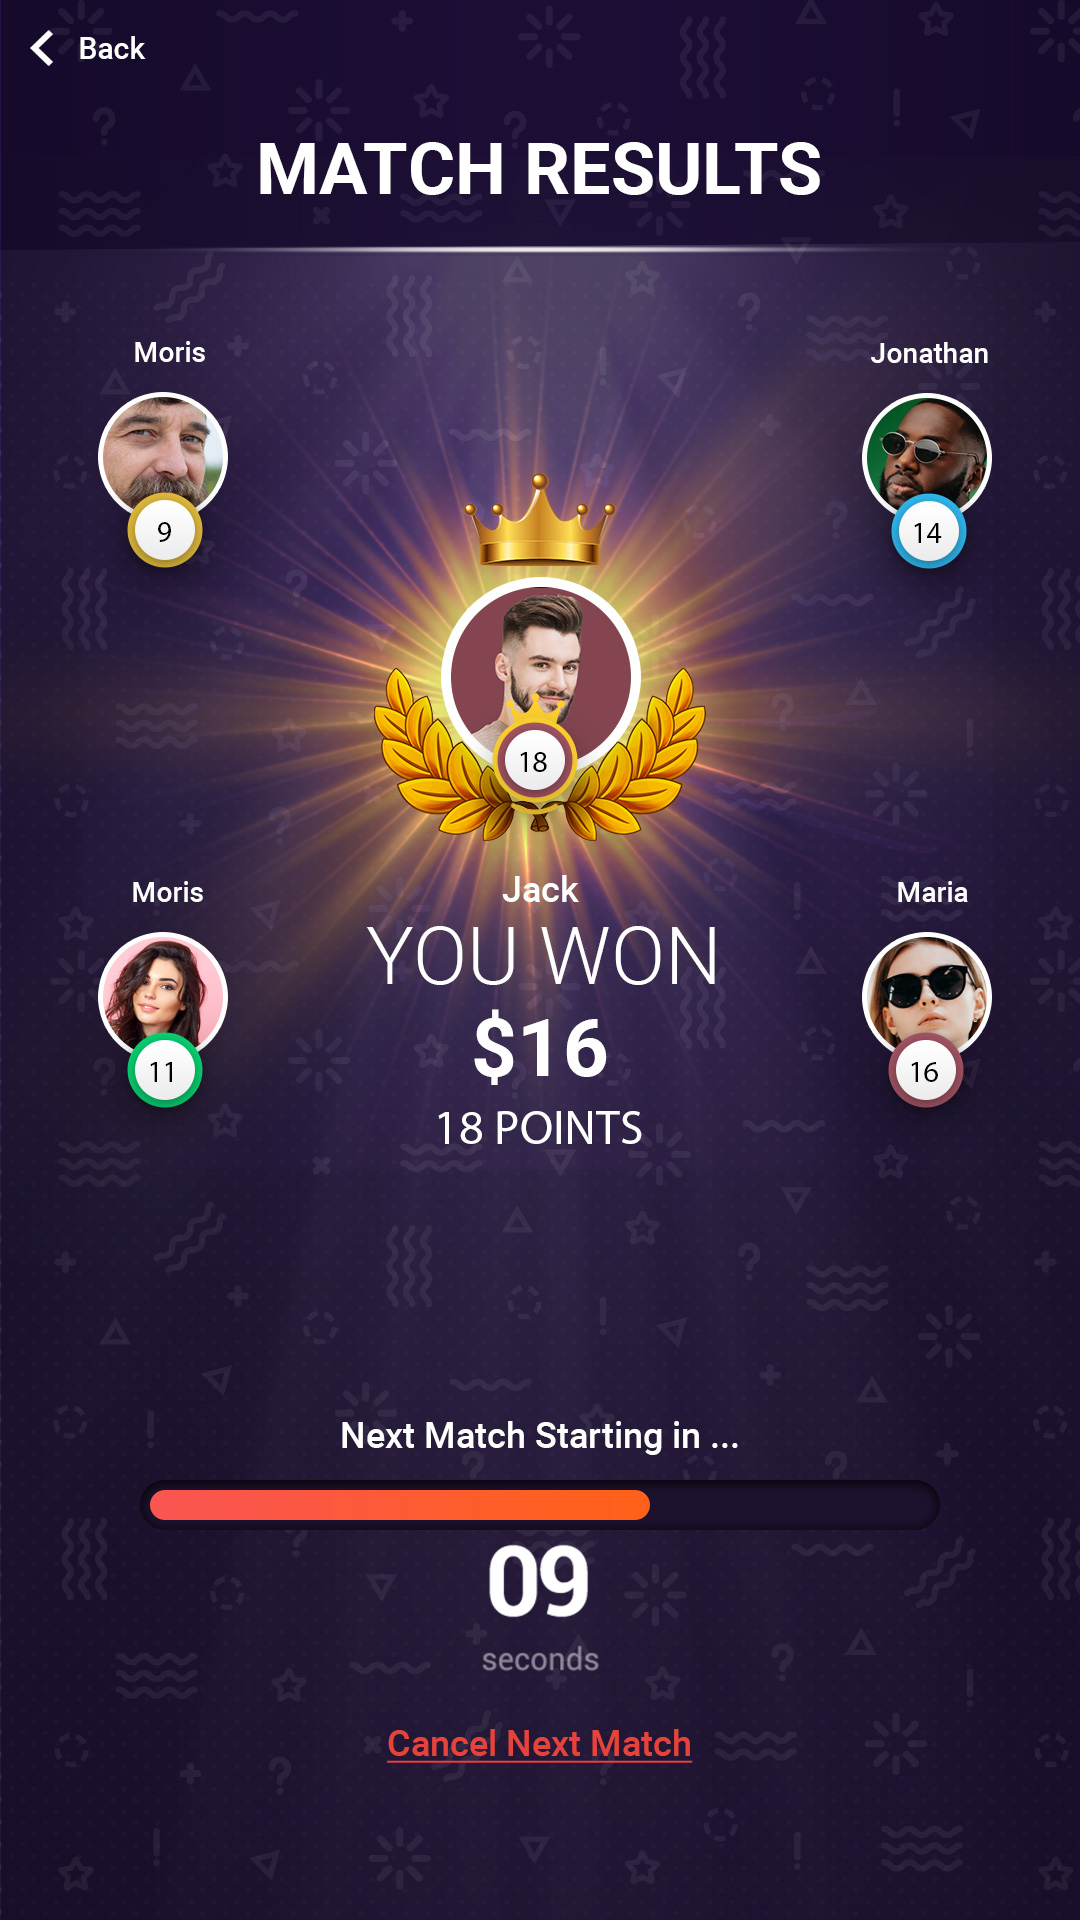 Back
MATCH RESULTS
Moris
Jonathan
9
14
18
Moris
Jack
Maria
YOU WON
$16
11
16
18 POINTS
Next Match Starting in ...
09
seconds
Cancel Next Match